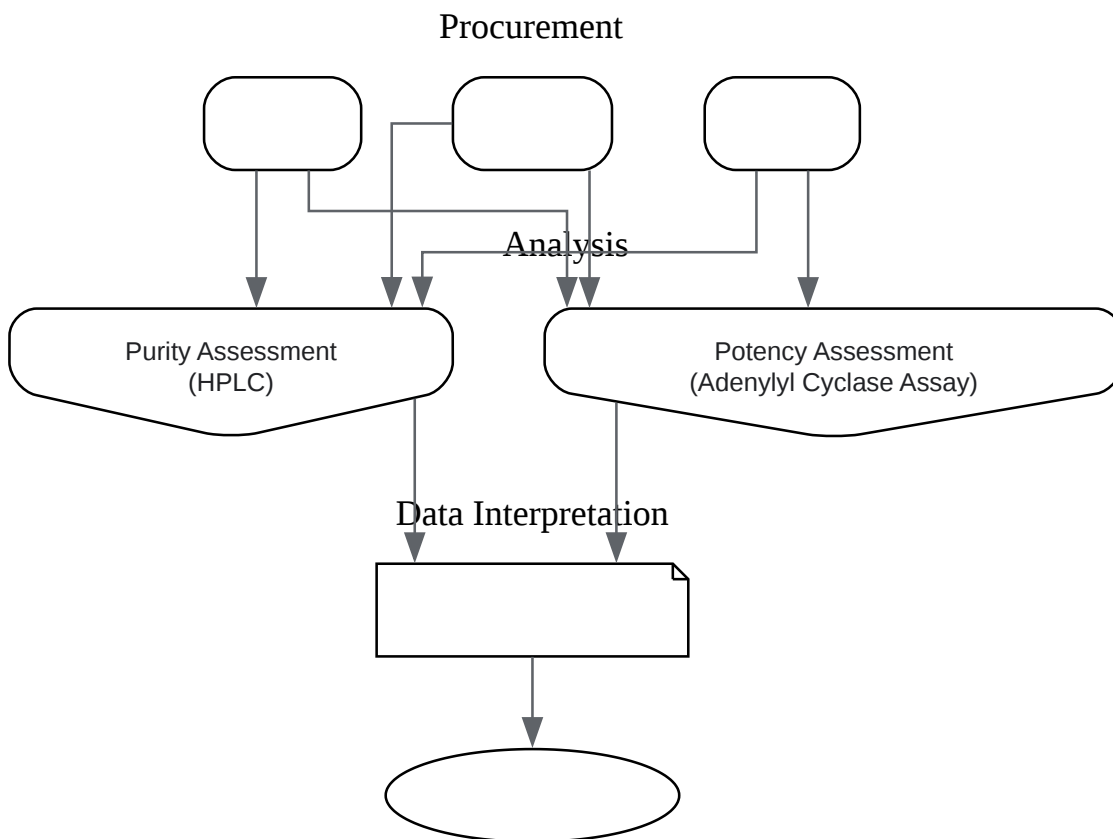 Procurement
Analysis
Purity Assessment
(HPLC)
Potency Assessment
(Adenylyl Cyclase Assay)
Data Interpretation